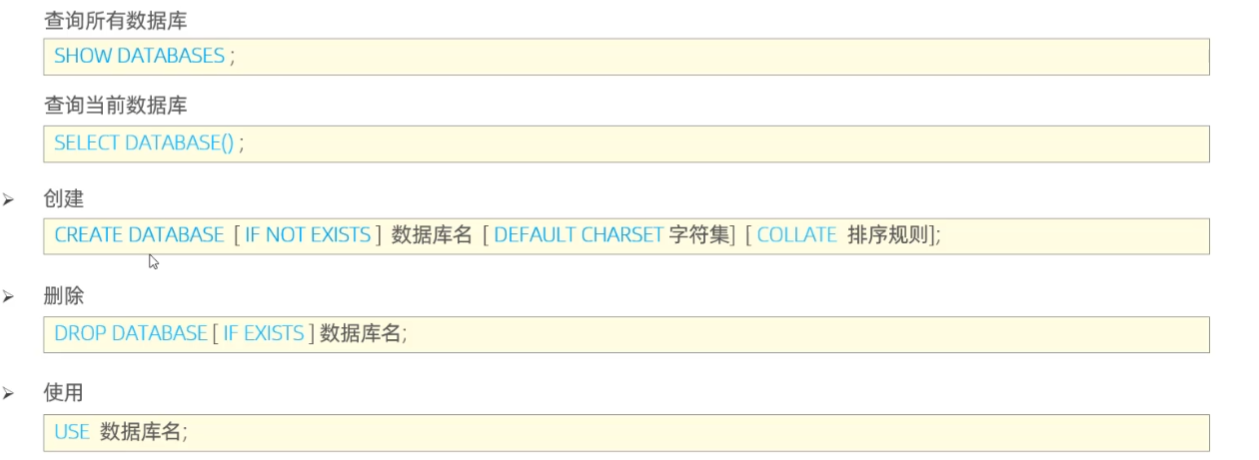 查询所有数据库
SHOW DATABASES ;
查询当前数据库
SELECT DATABASE() ;
➢ 创建
CREATE DATABASE [ IF NOT EXISTS ] 数据库名 [ DEFAULT CHARSET 字符集] [ COLLATE 排序规则];
➢ 删除
DROP DATABASE [ IF EXISTS ] 数据库名;
➢ 使用
USE 数据库名;